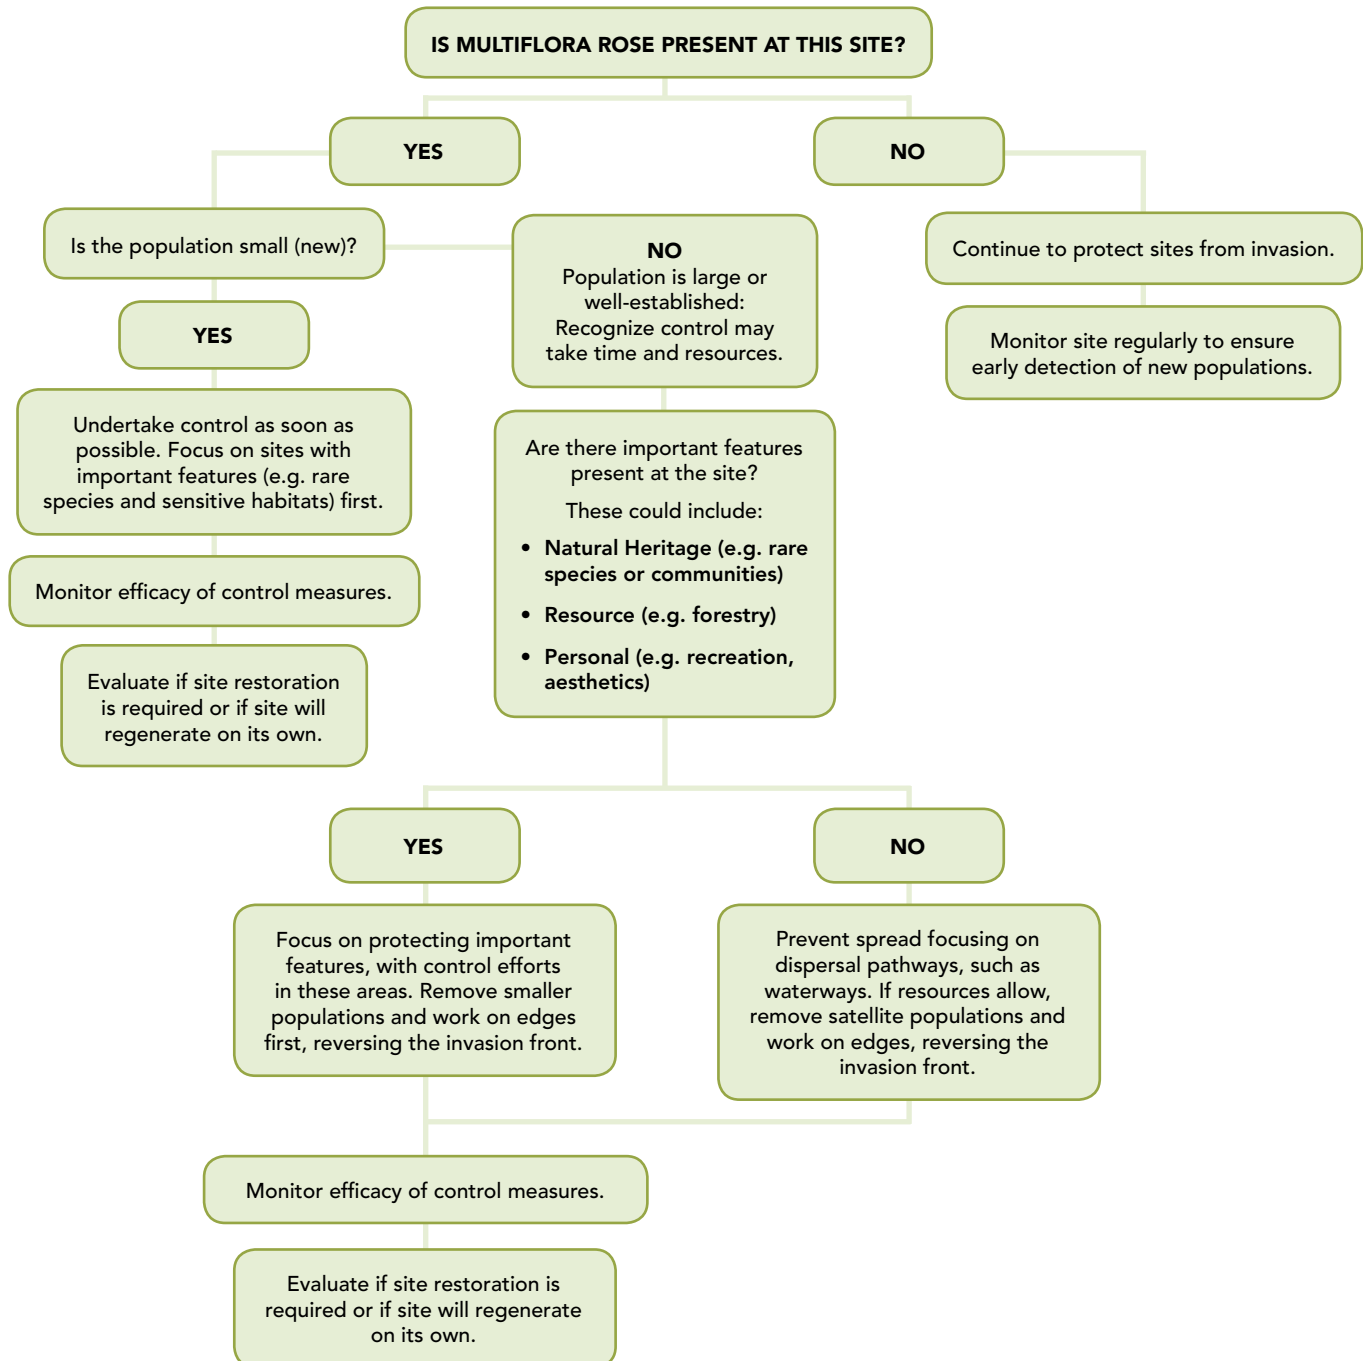 IS MULTIFLORA ROSE PRESENT AT THIS SITE?
YES
NO
Is the population small (new)?
NO
Population is large or
well-established:
Recognize control may
take time and resources.
Continue to protect sites from invasion.
YES
Monitor site regularly to ensure
early detection of new populations.
Undertake control as soon as
possible. Focus on sites with
important features (e.g. rare
species and sensitive habitats) first.
Are there important features
present at the site?
These could include:
• Natural Heritage (e.g. rare
species or communities)
• Resource (e.g. forestry)
• Personal (e.g. recreation,
aesthetics)
Monitor efficacy of control measures.
Evaluate if site restoration
is required or if site will
regenerate on its own.
YES
NO
Focus on protecting important
features, with control efforts
in these areas. Remove smaller
populations and work on edges
first, reversing the invasion front.
Prevent spread focusing on
dispersal pathways, such as
waterways. If resources allow,
remove satellite populations and
work on edges, reversing the
invasion front.
Monitor efficacy of control measures.
Evaluate if site restoration is
required or if site will regenerate
on its own.